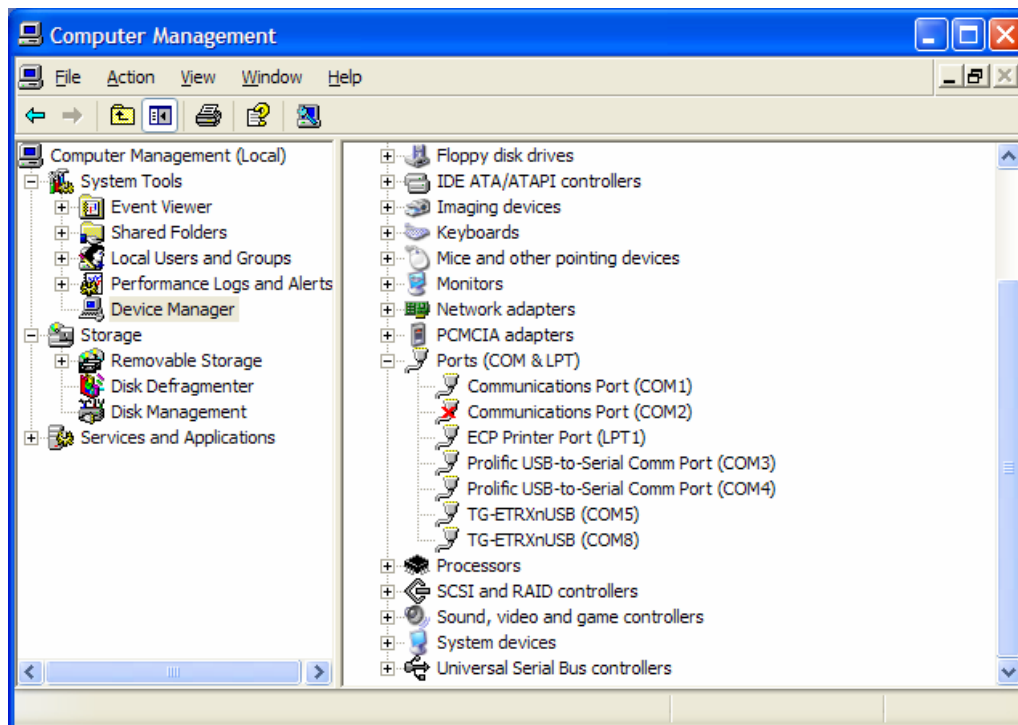 Computer Management
File Action View Window Help
Computer Management (Local)
System Tools
Event Viewer
Shared Folders
Local Users and Groups
Performance Logs and Alerts
Device Manager
Storage
Removable Storage
Disk Defragmenter
Disk Management
Services and Applications
Floppy disk drives
IDE ATA/ATAPI controllers
Imaging devices
Keyboards
Mice and other pointing devices
Monitors
Network adapters
PCMCIA adapters
Ports (COM & LPT)
Communications Port (COM1)
Communications Port (COM2)
ECP Printer Port (LPT1)
Prolific USB-to-Serial Comm Port (COM3)
Prolific USB-to-Serial Comm Port (COM4)
TG-ETRXnUSB (COM5)
TG-ETRXnUSB (COM8)
Processors
SCSI and RAID controllers
Sound, video and game controllers
System devices
Universal Serial Bus controllers